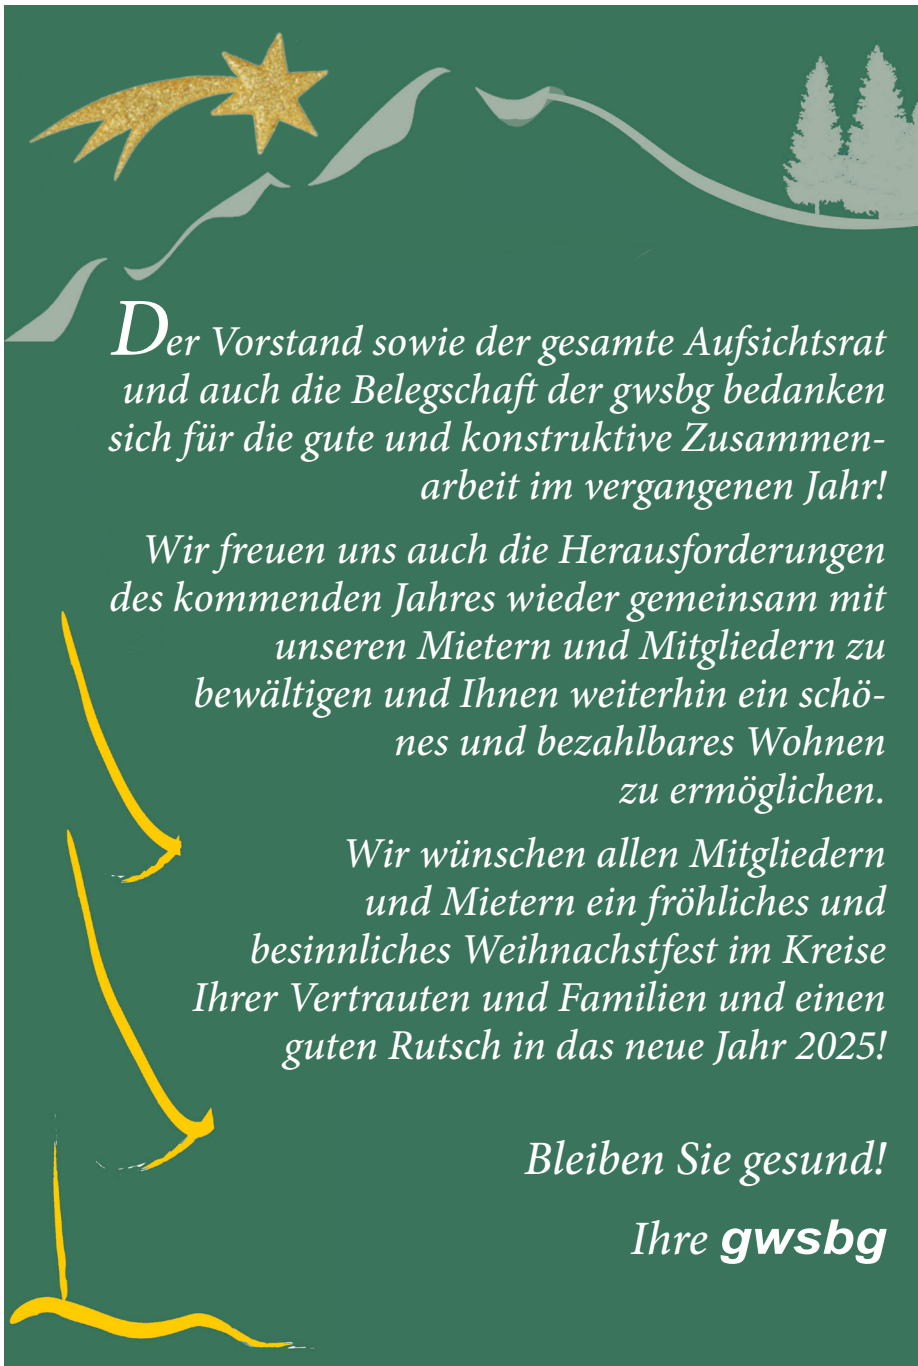 Der Vorstand sowie der gesamte Aufsichtsrat
und auch die Belegschaft der gwsbg bedanken
sich für die gute und konstruktive Zusammen-
arbeit im vergangenen Jahr!
Wir freuen uns auch die Herausforderungen
des kommenden Jahres wieder gemeinsam mit
unseren Mietern und Mitgliedern zu
bewältigen und Ihnen weiterhin ein schö-
nes und bezahlbares Wohnen
zu ermöglichen.
Wir wünschen allen Mitgliedern
und Mietern ein fröhliches und
besinnliches Weihnachstfest im Kreise
Ihrer Vertrauten und Familien und einen
guten Rutsch in das neue Jahr 2025!
Bleiben Sie gesund!
Ihre gwsbg